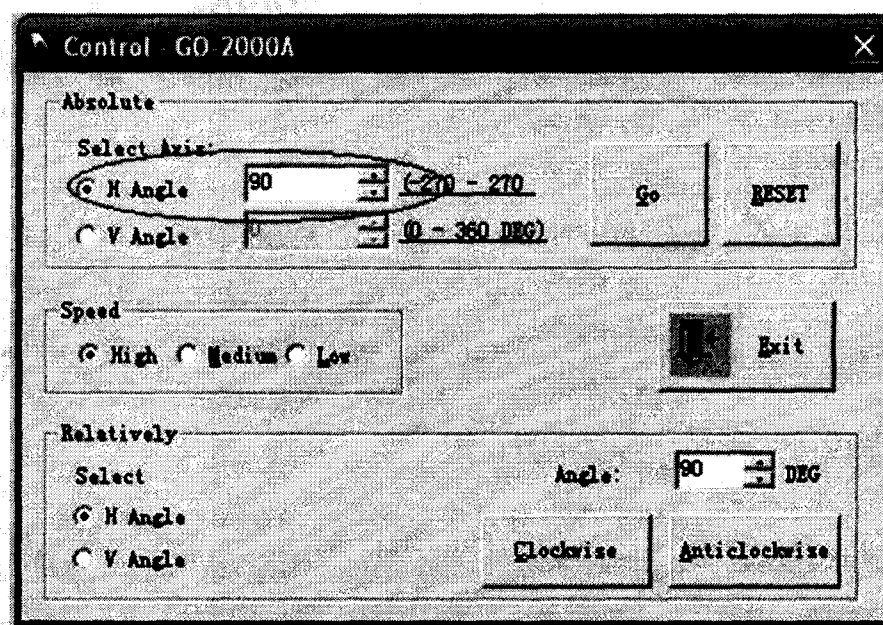 Control - GO-2000A
Absolute
Select Axis:
H Angle 90 (-270 - 270 Go RESET
V Angle 0 (0 - 360 DEG)
Speed
High Medium Low Exit
Relatively
Select Angle: 90 DEG
H Angle
V Angle Clockwise Anticlockwise